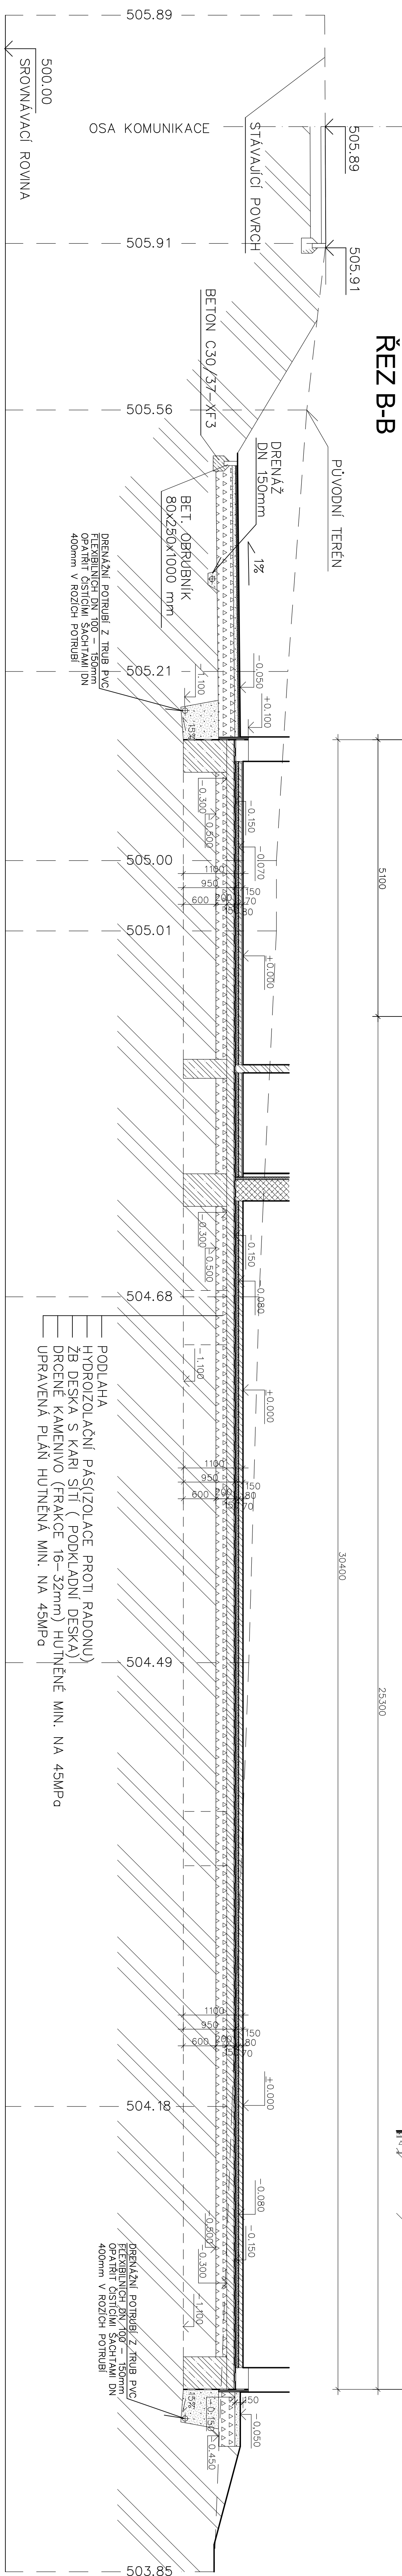 ŘEZ B-B
505.89
SROVNÁVACÍ ROVINA
500.00
OSA KOMUNIKACE
STÁVAJÍCÍ POVRCH
505.89
505.91
505.91
BETON C30/37-XF3
505.56
PŮVODNÍ TERÉN
DRENÁŽ
DN 150mm
1%
BET. OBRUBNÍK
80x250x1000 mm
DRENÁŽNÍ POTRUBÍ Z TRUB PVC
FLEXIBILNÍCH DN 100 - 150mm
OPATŘIT ČISTÍCÍMI ŠACHTAMI DN
400mm V ROZÍCH POTRUBÍ
505.21
-1.100
-0.050
+0.100
15%
-0.300
-0.500
-0.150
-0.070
505.00
1100
950
600
200
150
150
70
80
505.01
+0.000
5100
-0.300
-0.500
-0.150
-0.080
504.68
-1.100
+0.000
PODLAHA
HYDROIZOLAČNÍ PÁS(IZOLACE PROTI RADONU)
ŽB DESKA S KARI SÍTÍ ( PODKLADNÍ DESKA)
DRCENÉ KAMENIVO (FRAKCE 16-32mm) HUTNĚNÉ MIN. NA 45MPa
UPRAVENÁ PLÁŇ HUTNĚNÁ MIN. NA 45MPa
1100
950
600
200
150
150
80
70
30400
25300
504.49
1100
950
600
200
150
150
80
70
504.18
+0.000
-0.080
-0.150
-0.500
-0.300
-1.100
DRENÁŽNÍ POTRUBÍ Z TRUB PVC
FLEXIBILNÍCH DN 100 - 150mm
OPATŘIT ČISTÍCÍMI ŠACHTAMI DN
400mm V ROZÍCH POTRUBÍ
15%
150
-0.050
-0.150
-0.450
503.85